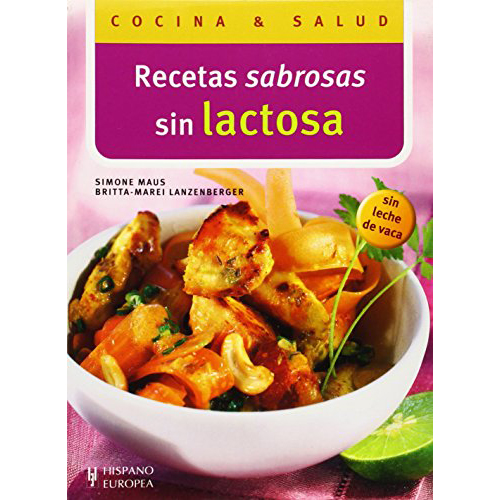 COCINA & SALUD
Recetas sabrosas
sin lactosa
SIMONE MAUS
BRITTA-MAREI LANZENBERGER
sin
leche
de vaca
HISPANO
EUROPEA